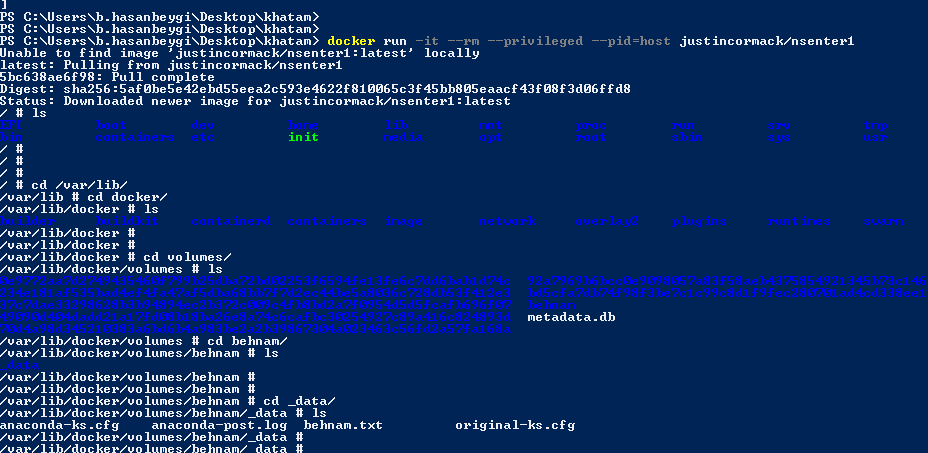 ]
PS C:\Users\b.hasanbeygi\Desktop\khatam>
PS C:\Users\b.hasanbeygi\Desktop\khatam>
PS C:\Users\b.hasanbeygi\Desktop\khatam> docker run -it --rm --privileged --pid=host justincormack/nsenter1
Unable to find image 'justincormack/nsenter1:latest' locally
latest: Pulling from justincormack/nsenter1
5bc638ae6f98: Pull complete
Digest: sha256:5af0be5e42ebd55eea2c593e4622f810065c3f45bb805eaacf43f08f3d06ffd8
Status: Downloaded newer image for justincormack/nsenter1:latest
/ # ls
EFI boot dev home lib mnt proc run srv tmp
bin containers etc init media opt root sbin sys usr
/ #
/ #
/ #
/ # cd /var/lib/
/var/lib # cd docker/
/var/lib/docker # ls
builder buildkit containerd containers image network overlay2 plugins runtimes swarm
/var/lib/docker #
/var/lib/docker #
/var/lib/docker # cd volumes/
/var/lib/docker/volumes # ls
metadata.db
/var/lib/docker/volumes # cd behnam/
/var/lib/docker/volumes/behnam # ls
_data
/var/lib/docker/volumes/behnam #
/var/lib/docker/volumes/behnam #
/var/lib/docker/volumes/behnam # cd _data/
/var/lib/docker/volumes/behnam/_data # ls
anaconda-ks.cfg anaconda-post.log behnam.txt original-ks.cfg
/var/lib/docker/volumes/behnam/_data #
/var/lib/docker/volumes/behnam/_data #